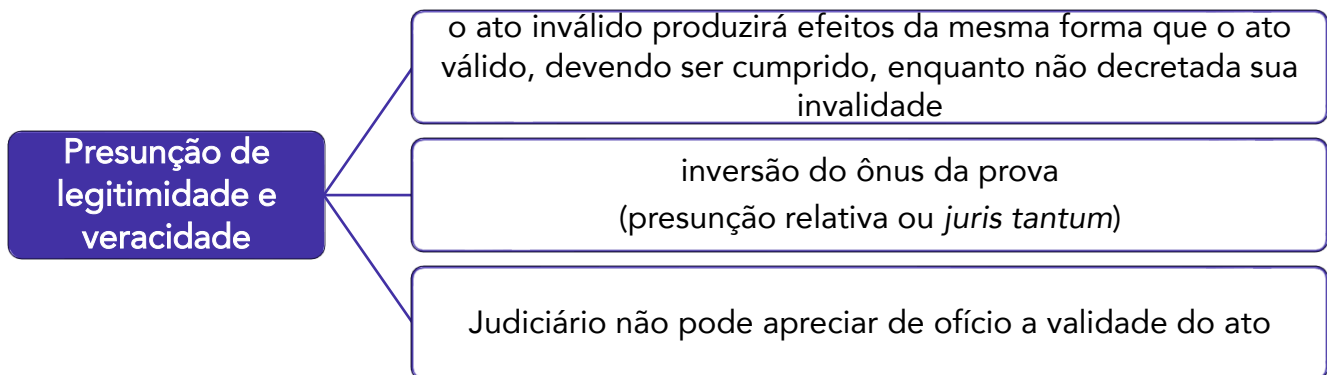 o ato inválido produzirá efeitos da mesma forma que o ato
válido, devendo ser cumprido, enquanto não decretada sua
invalidade
Presunção de
legitimidade e
veracidade
inversão do ônus da prova
(presunção relativa ou juris tantum)
Judiciário não pode apreciar de ofício a validade do ato